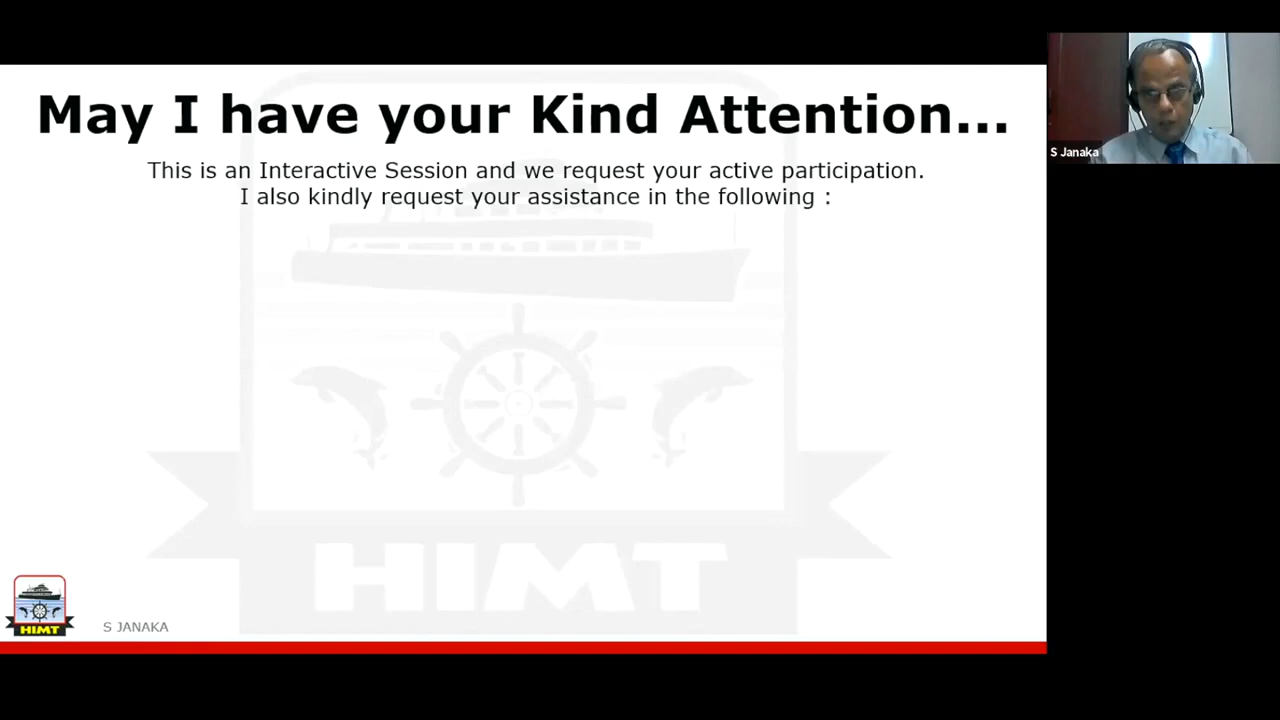 May I have your Kind Attention...
This is an Interactive Session and we request your active participation.
I also kindly request your assistance in the following :
S Janaka
HIMT
HIMT
S JANAKA